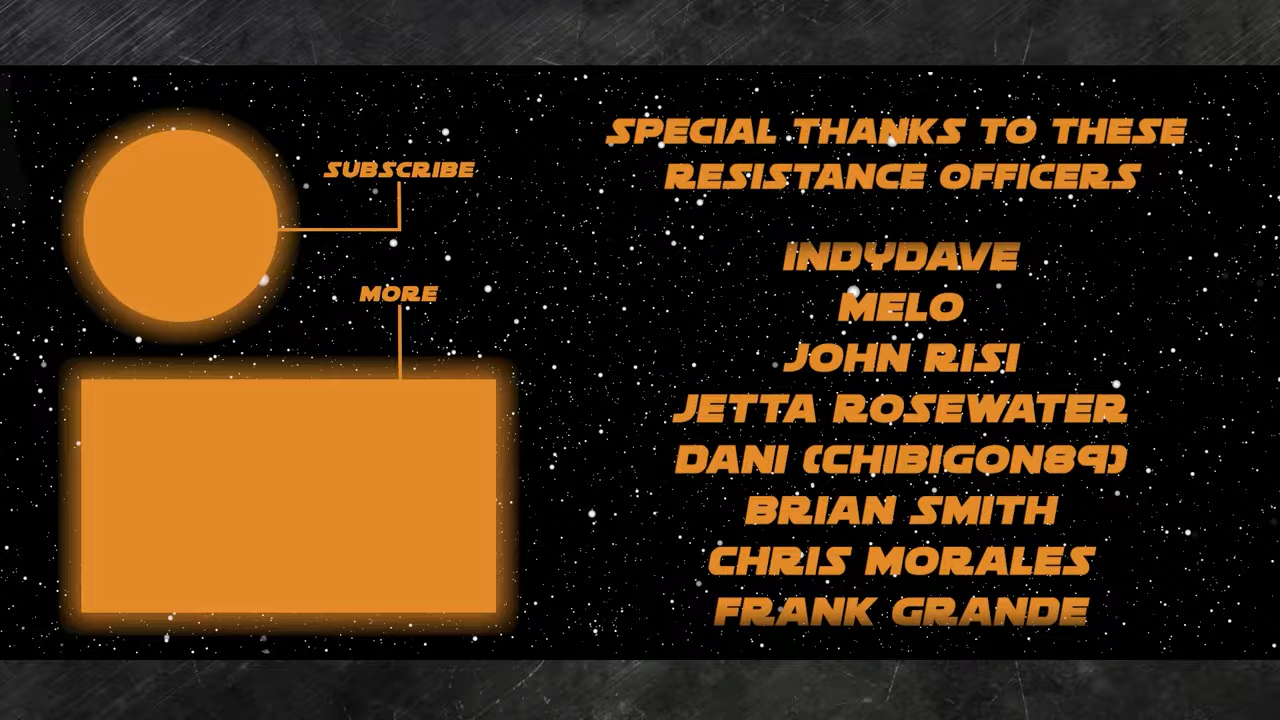 SUBSCRIBE
MORE
SPECIAL THANKS TO THESE
RESISTANCE OFFICERS
INDYDAVE
MELO
JOHN RISI
JETTA ROSEWATER
DANI (CHIBIGON89)
BRIAN SMITH
CHRIS MORALES
FRANK GRANDE